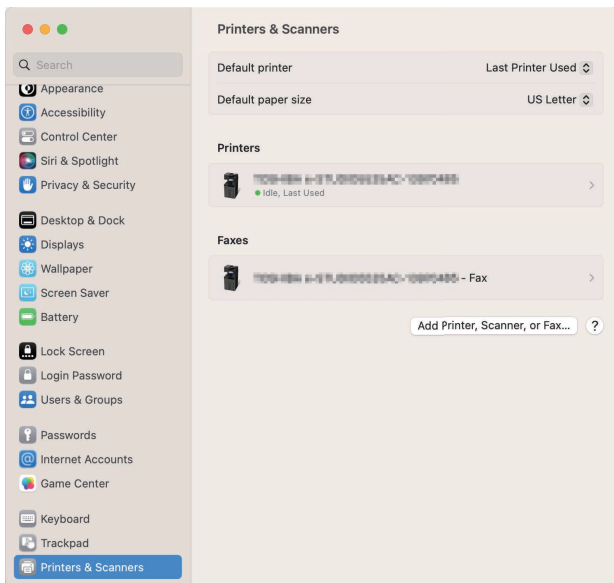 Printers & Scanners
Search
Appearance
Accessibility
Control Center
Siri & Spotlight
Privacy & Security
Desktop & Dock
Displays
Wallpaper
Screen Saver
Battery
Lock Screen
Login Password
Users & Groups
Passwords
Internet Accounts
Game Center
Keyboard
Trackpad
Printers & Scanners
Default printer Last Printer Used
Default paper size US Letter
Printers
Idle, Last Used
Faxes
- Fax
Add Printer, Scanner, or Fax... ?